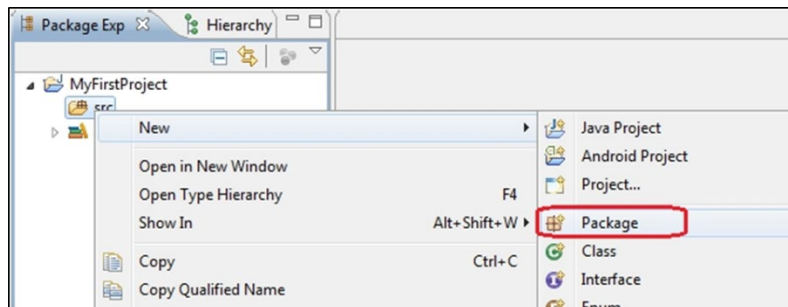 Package Exp Hierarchy
MyFirstProject
src
New
Open in New Window
Open Type Hierarchy F4
Show In Alt+Shift+W
Copy Ctrl+C
Copy Qualified Name
Java Project
Android Project
Project...
Package
Class
Interface
Enum